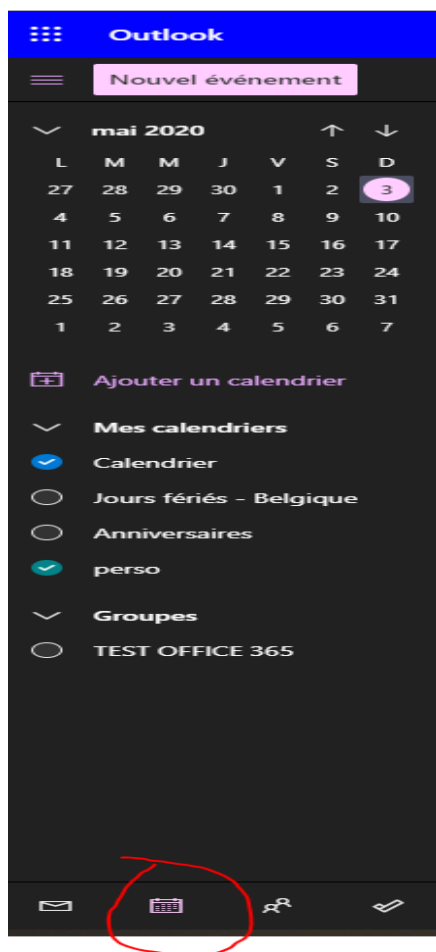 Outlook
Nouvel événement
mai 2020
L M M J V S D
27 28 29 30 1 2 3
4 5 6 7 8 9 10
11 12 13 14 15 16 17
18 19 20 21 22 23 24
25 26 27 28 29 30 31
1 2 3 4 5 6 7
Ajouter un calendrier
Mes calendriers
Calendrier
Jours fériés - Belgique
Anniversaires
perso
Groupes
TEST OFFICE 365